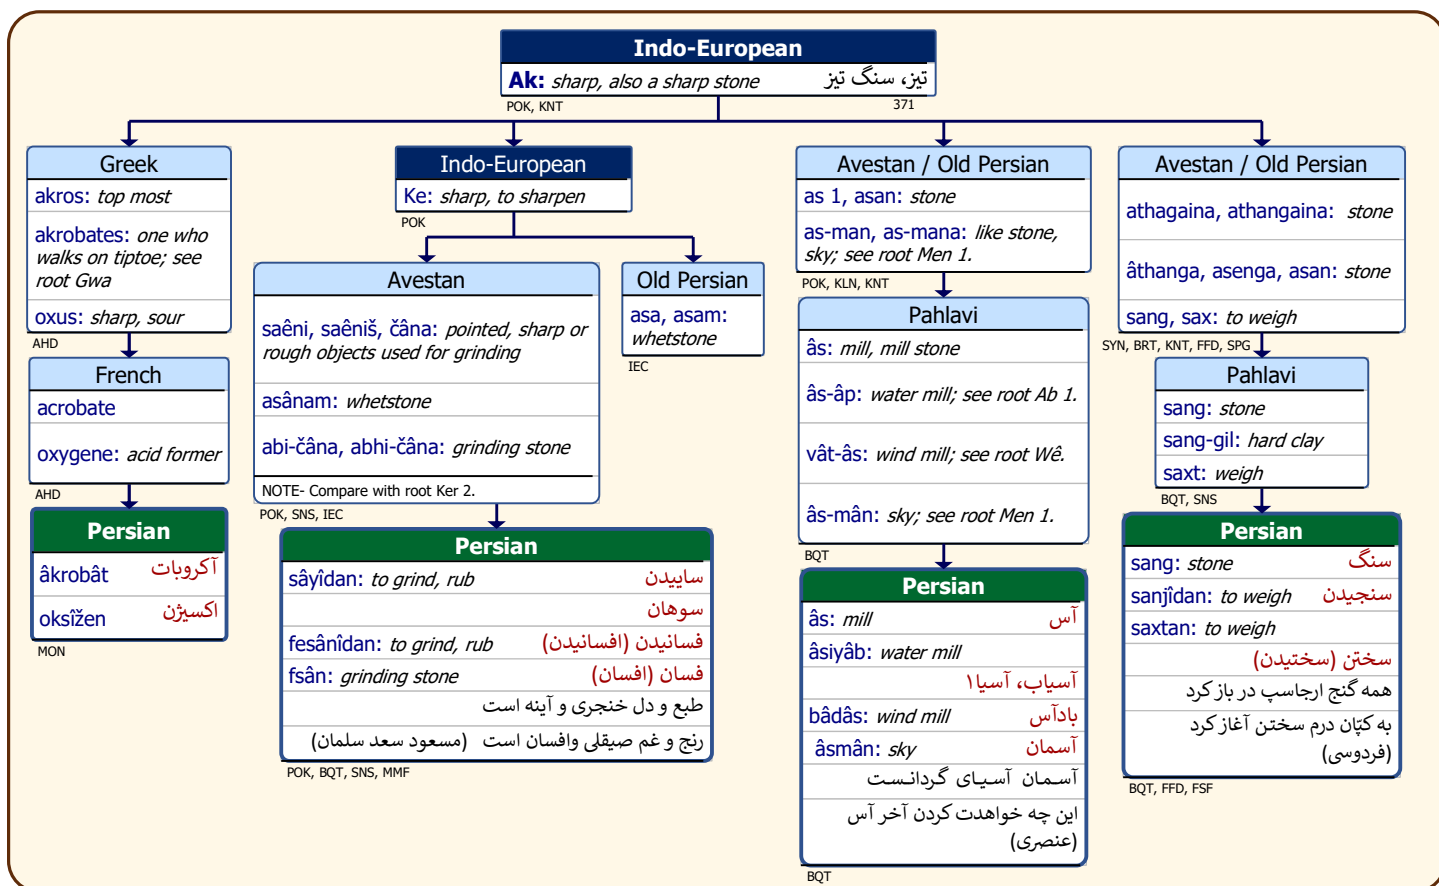 Indo-European
Ak: sharp, also a sharp stone تیز، سنگ تیز
POK, KNT 371
Greek
akros: top most
akrobates: one who
walks on tiptoe; see
root Gwa
oxus: sharp, sour
AHD
French
acrobate
oxygene: acid former
AHD
Persian
âkrobât آکروبات
oksîžen اکسیژن
MON
Indo-European
Ke: sharp, to sharpen
POK
Avestan
saêni, saêniš, čâna: pointed, sharp or
rough objects used for grinding
asânam: whetstone
abi-čâna, abhi-čâna: grinding stone
NOTE- Compare with root Ker 2.
POK, SNS, IEC
Old Persian
asa, asam:
whetstone
IEC
Persian
sâyîdan: to grind, rub ساییدن
سوهان
fesânîdan: to grind, rub فسانیدن (افسانیدن)
fsân: grinding stone فسان (افسان)
طبع و دل خنجری و آینه است
رنج و غم صیقلی وافسان است (مسعود سعد سلمان)
POK, BQT, SNS, MMF
Avestan / Old Persian
as 1, asan: stone
as-man, as-mana: like stone,
sky; see root Men 1.
POK, KLN, KNT
Pahlavi
âs: mill, mill stone
âs-âp: water mill; see root Ab 1.
vât-âs: wind mill; see root Wê.
âs-mân: sky; see root Men 1.
BQT
Persian
âs: mill آس
âsiyâb: water mill
آسیاب، آسیا۱
bâdâs: wind mill بادآس
âsmân: sky آسمان
آسمان آسیای گردانست
این چه خواهدت کردن آخر آس
(عنصری)
BQT
Avestan / Old Persian
athagaina, athangaina: stone
âthanga, asenga, asan: stone
sang, sax: to weigh
SYN, BRT, KNT, FFD, SPG
Pahlavi
sang: stone
sang-gil: hard clay
saxt: weigh
BQT, SNS
Persian
sang: stone سنگ
sanjîdan: to weigh سنجیدن
saxtan: to weigh
سختن (سختیدن)
همه گنج ارجاسپ در باز کرد
به کپّان درم سختن آغاز کرد
(فردوسی)
BQT, FFD, FSF